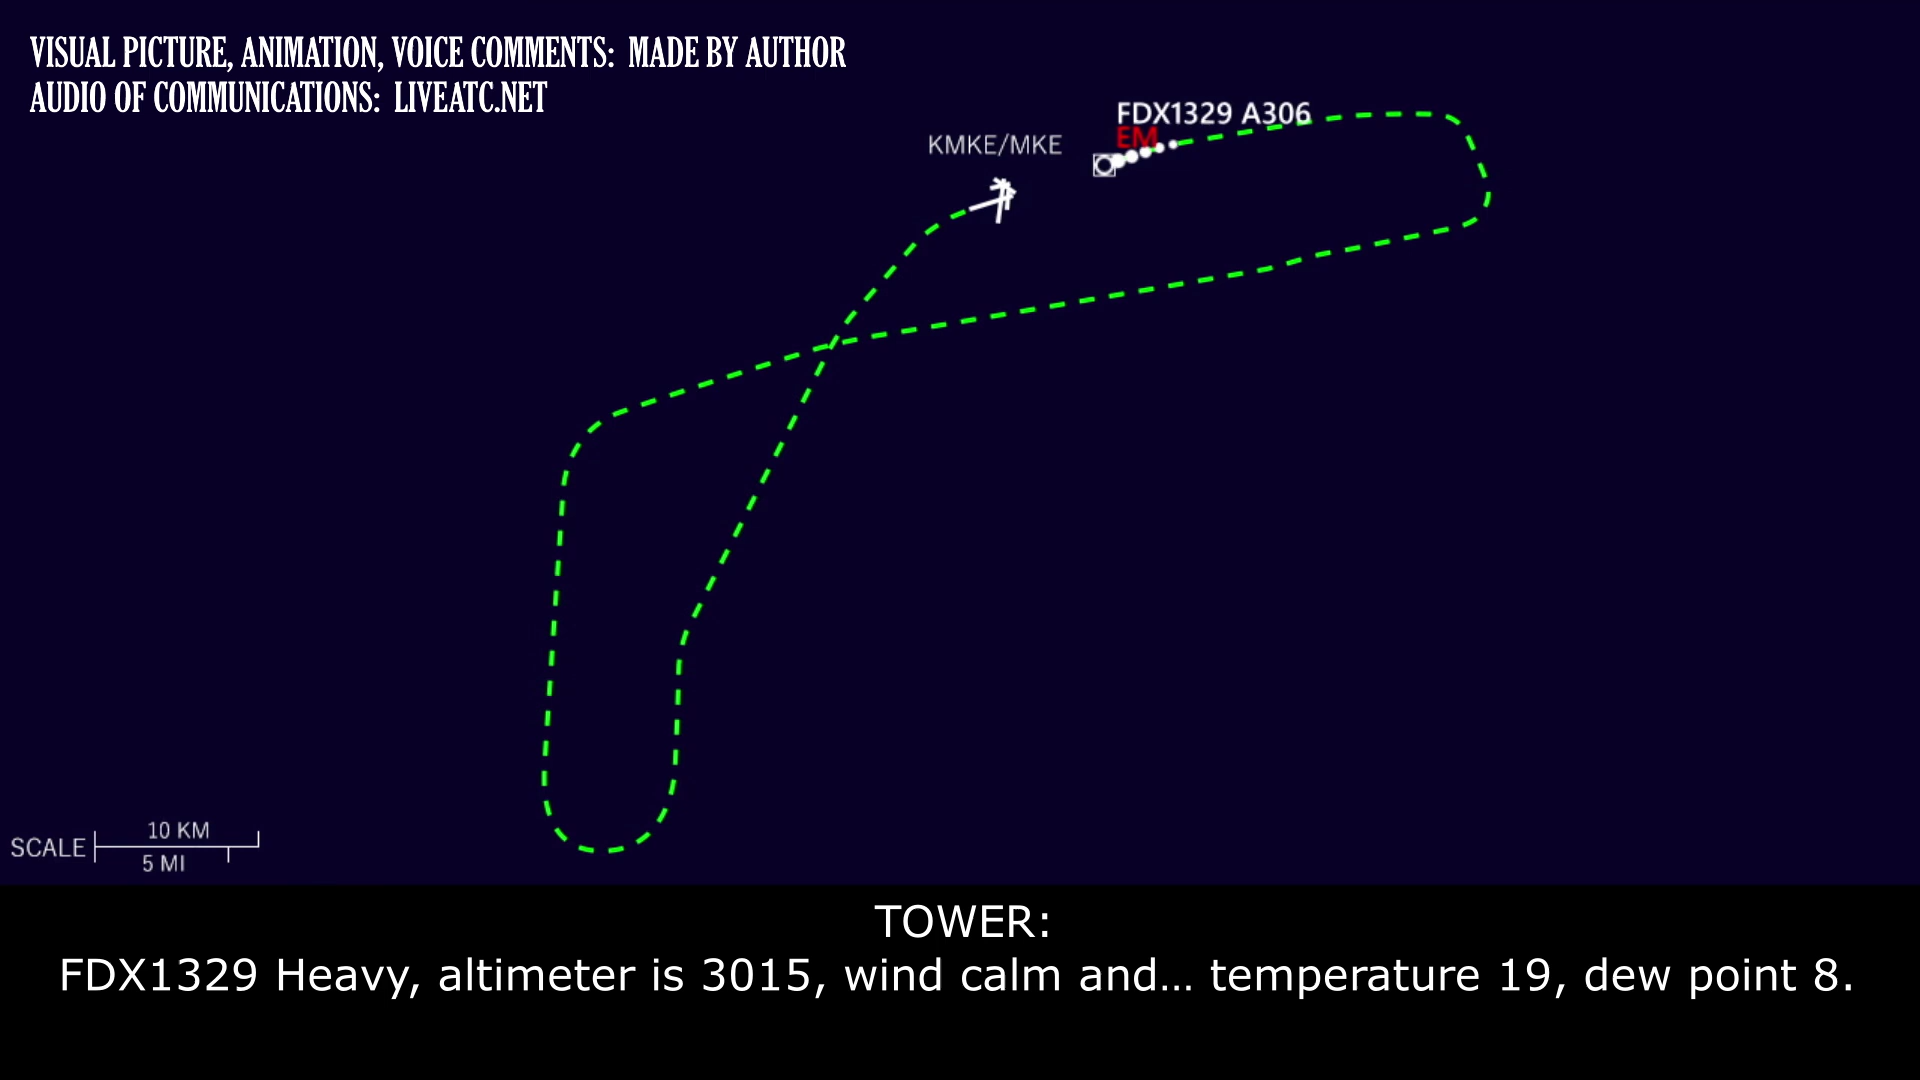 VISUAL PICTURE, ANIMATION, VOICE COMMENTS: MADE BY AUTHOR
AUDIO OF COMMUNICATIONS: LIVEATC.NET
FDX1329 A306
EM
KMKE/MKE
10 KM
SCALE
5 MI
TOWER:
FDX1329 Heavy, altimeter is 3015, wind calm and... temperature 19, dew point 8.